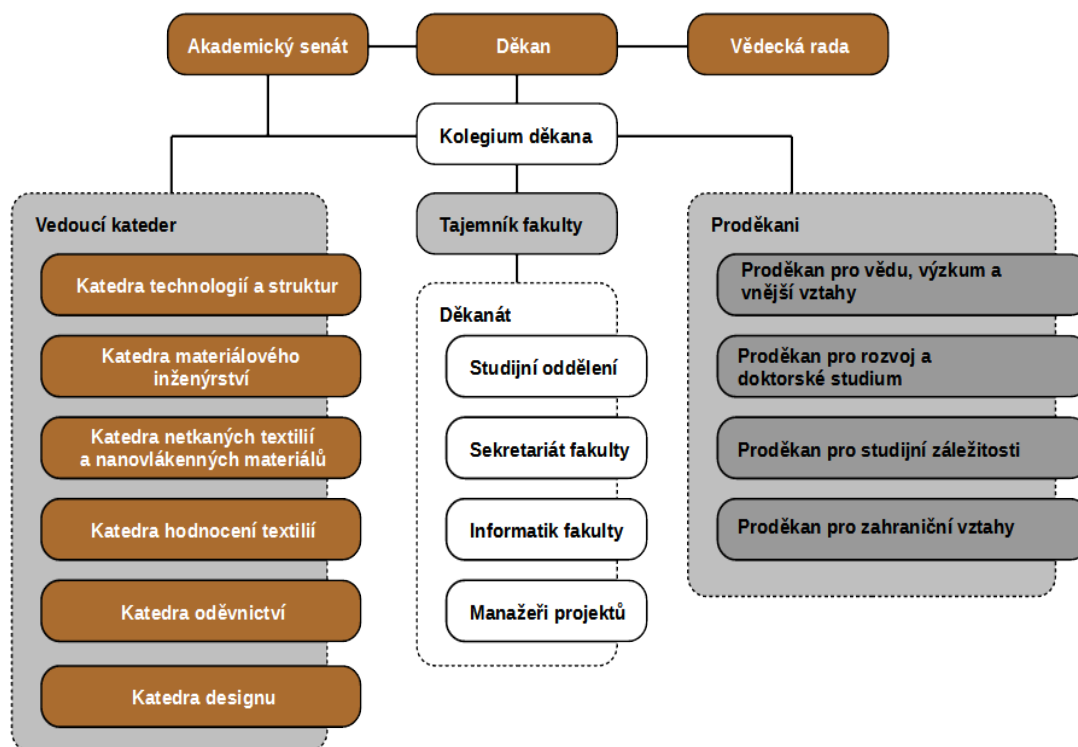 Akademický senát
Děkan
Vědecká rada
Kolegium děkana
Vedoucí kateder
Katedra technologií a struktur
Katedra materiálového
inženýrství
Katedra netkaných textilií
a nanovlákenných materiálů
Katedra hodnocení textilií
Katedra oděvnictví
Katedra designu
Tajemník fakulty
Děkanát
Studijní oddělení
Sekretariát fakulty
Informatik fakulty
Manažeři projektů
Proděkani
Proděkan pro vědu, výzkum a
vnější vztahy
Proděkan pro rozvoj a
doktorské studium
Proděkan pro studijní záležitosti
Proděkan pro zahraniční vztahy